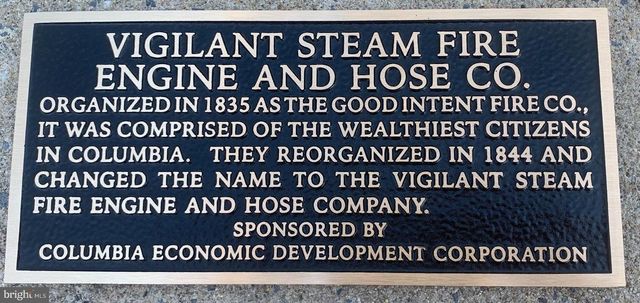 VIGILANT STEAM FIRE
ENGINE AND HOSE CO.
ORGANIZED IN 1835 AS THE GOOD INTENT FIRE CO.,
IT WAS COMPRISED OF THE WEALTHIEST CITIZENS
IN COLUMBIA. THEY REORGANIZED IN 1844 AND
CHANGED THE NAME TO THE VIGILANT STEAM
FIRE ENGINE AND HOSE COMPANY.
SPONSORED BY
COLUMBIA ECONOMIC DEVELOPMENT CORPORATION
bright MLS